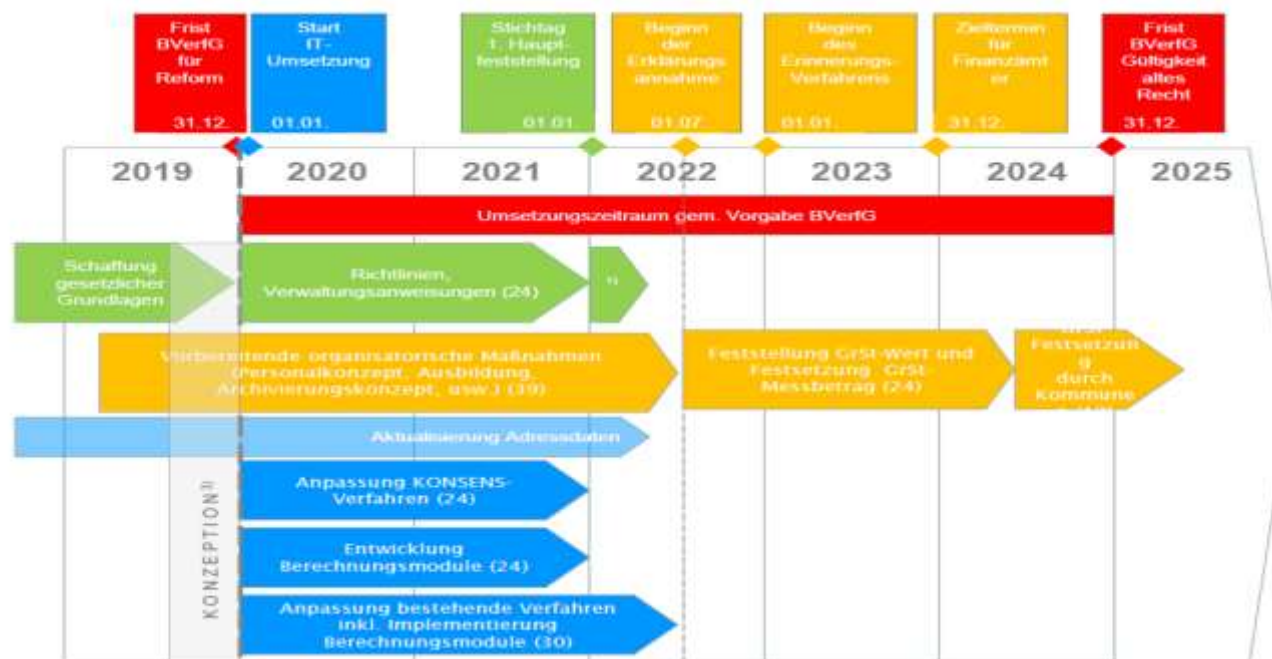 Frist
BVerfG
für
Reform
31.12.
Start
IT-
Umsetzung
01.01.
Stichtag
1. Haupt-
feststellung
01.01.
Beginn
der
Erklärungs
annahme
01.07.
Beginn
des
Erinnerungs-
Verfahrens
01.01.
Zieltermin
für
Finanzämt
er
31.12.
Frist
BVerfG
Gültigkeit
altes
Recht
31.12.
2019
2020
2021
2022
2023
2024
2025
Umsetzungszeitraum gem. Vorgabe BVerfG
Schaffung
gesetzlicher
Grundlagen
Richtlinien,
Verwaltungsanweisungen (24)
Vorbereitende organisatorische Maßnahmen
(Personalkonzept, Ausbildung,
Archivierungskonzept, usw.) (39)
Feststellung GrSt-Wert und
Festsetzung GrSt-
Messbetrag (24)
Festsetzun
g
durch
Kommune
Aktualisierung Adressdaten
KONZEPTION
Anpassung KONSENS-
Verfahren (24)
Entwicklung
Berechnungsmodule (24)
Anpassung bestehende Verfahren
inkl. Implementierung
Berechnungsmodule (30)